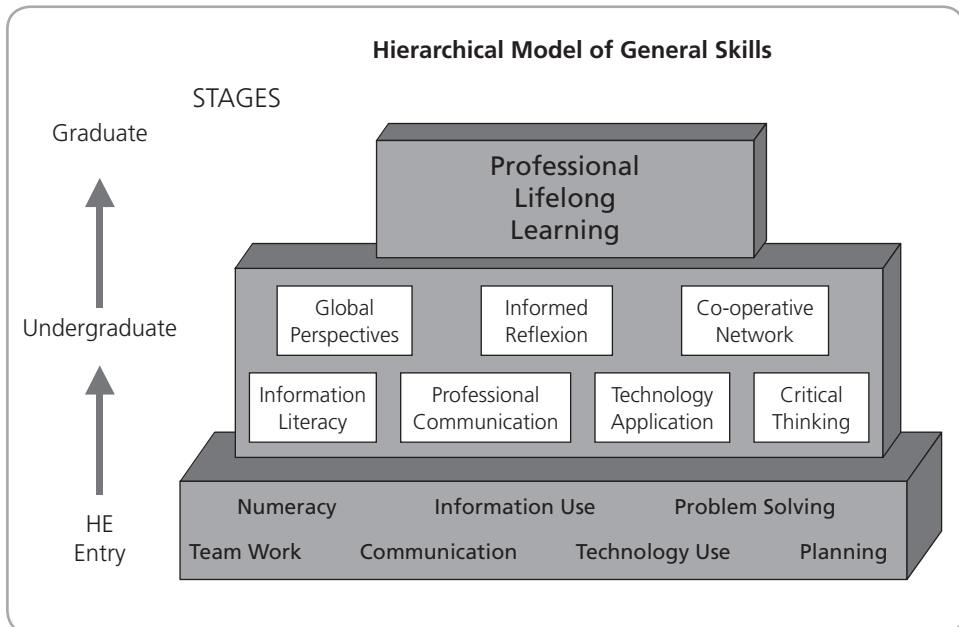 Hierarchical Model of General Skills
STAGES
Graduate
Professional
Lifelong
Learning
Undergraduate
Global
Perspectives
Informed
Reflexion
Co-operative
Network
Information
Literacy
Professional
Communication
Technology
Application
Critical
Thinking
HE
Entry
Numeracy Information Use Problem Solving
Team Work Communication Technology Use Planning